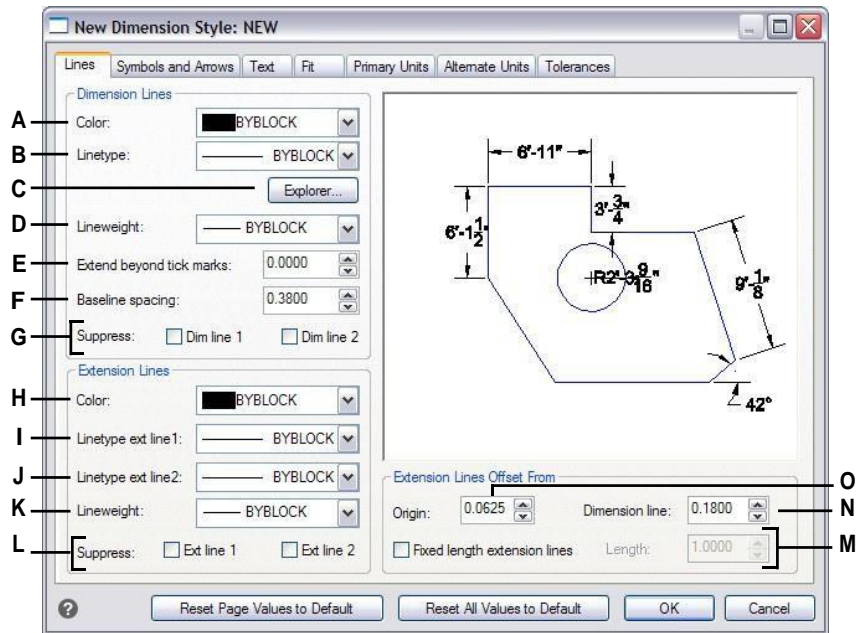 New Dimension Style: NEW
Lines Symbols and Arrows Text Fit Primary Units Alternate Units Tolerances
Dimension Lines
A Color: BYBLOCK
B Linetype: BYBLOCK
C Explorer...
D Lineweight: BYBLOCK
E Extend beyond tick marks: 0.0000
F Baseline spacing: 0.3800
G Suppress: Dim line 1 Dim line 2
Extension Lines
H Color: BYBLOCK
I Linetype ext line1: BYBLOCK
J Linetype ext line2: BYBLOCK
K Lineweight: BYBLOCK
L Suppress: Ext line 1 Ext line 2
6'-11"
3'-3/4"
6'-1 1/2"
R2'-3 9/16"
9'-1/8"
42°
Extension Lines Offset From
O
Origin: 0.0625 Dimension line: 0.1800 N
Fixed length extension lines Length: 1.0000 M
? Reset Page Values to Default Reset All Values to Default OK Cancel